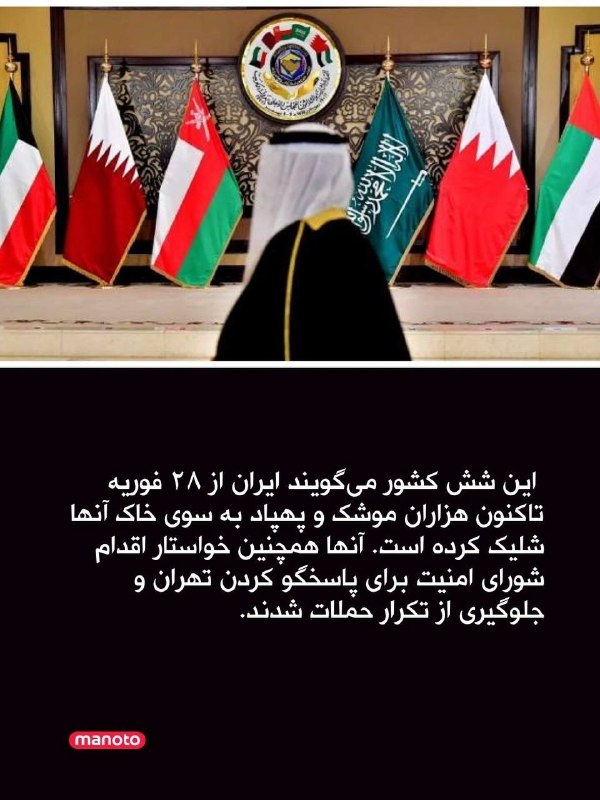 این شش کشور می‌گویند ایران از ۲۸ فوریه
تاکنون هزاران موشک و پهپاد به سوی خاک آنها
شلیک کرده است. آنها همچنین خواستار اقدام
شورای امنیت برای پاسخگو کردن تهران و
جلوگیری از تکرار حملات شدند.
manoto